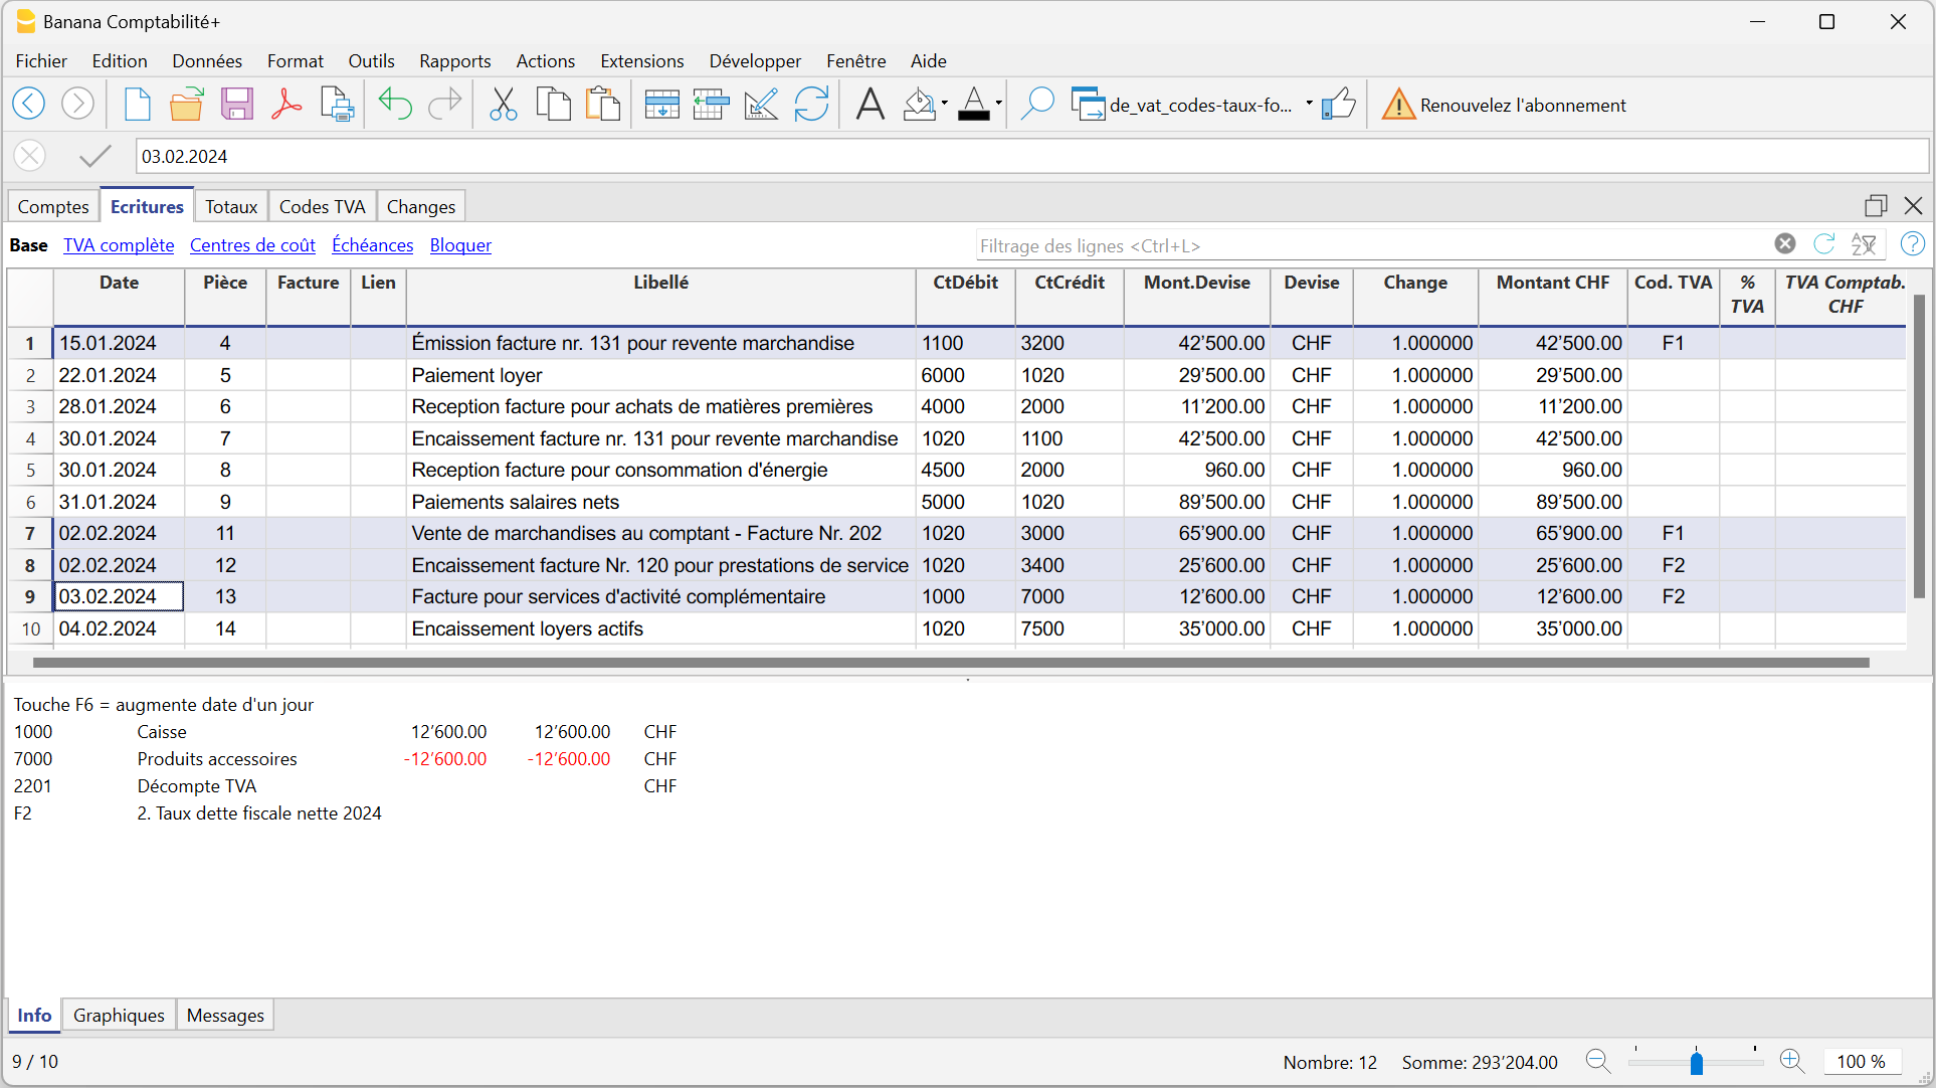 Banana Comptabilité+
Fichier Edition Données Format Outils Rapports Actions Extensions Développer Fenêtre Aide
de_vat_codes-taux-fo... Renouvelez l'abonnement
03.02.2024
Comptes Ecritures Totaux Codes TVA Changes
Base TVA complète Centres de coût Échéances Bloquer Filtrage des lignes <Ctrl+L>
Date Pièce Facture Lien Libellé CtDébit CtCrédit Mont.Devise Devise Change Montant CHF Cod. TVA % TVA TVA Comptab. CHF
1 15.01.2024 4 Émission facture nr. 131 pour revente marchandise 1100 3200 42'500.00 CHF 1.000000 42'500.00 F1
2 22.01.2024 5 Paiement loyer 6000 1020 29'500.00 CHF 1.000000 29'500.00
3 28.01.2024 6 Reception facture pour achats de matières premières 4000 2000 11'200.00 CHF 1.000000 11'200.00
4 30.01.2024 7 Encaissement facture nr. 131 pour revente marchandise 1020 1100 42'500.00 CHF 1.000000 42'500.00
5 30.01.2024 8 Reception facture pour consommation d'énergie 4500 2000 960.00 CHF 1.000000 960.00
6 31.01.2024 9 Paiements salaires nets 5000 1020 89'500.00 CHF 1.000000 89'500.00
7 02.02.2024 11 Vente de marchandises au comptant - Facture Nr. 202 1020 3000 65'900.00 CHF 1.000000 65'900.00 F1
8 02.02.2024 12 Encaissement facture Nr. 120 pour prestations de service 1020 3400 25'600.00 CHF 1.000000 25'600.00 F2
9 03.02.2024 13 Facture pour services d'activité complémentaire 1000 7000 12'600.00 CHF 1.000000 12'600.00 F2
10 04.02.2024 14 Encaissement loyers actifs 1020 7500 35'000.00 CHF 1.000000 35'000.00
Touche F6 = augmente date d'un jour
1000 Caisse 12'600.00 12'600.00 CHF
7000 Produits accessoires -12'600.00 -12'600.00 CHF
2201 Décompte TVA CHF
F2 2. Taux dette fiscale nette 2024
Info Graphiques Messages
9 / 10 Nombre: 12 Somme: 293'204.00 100 %